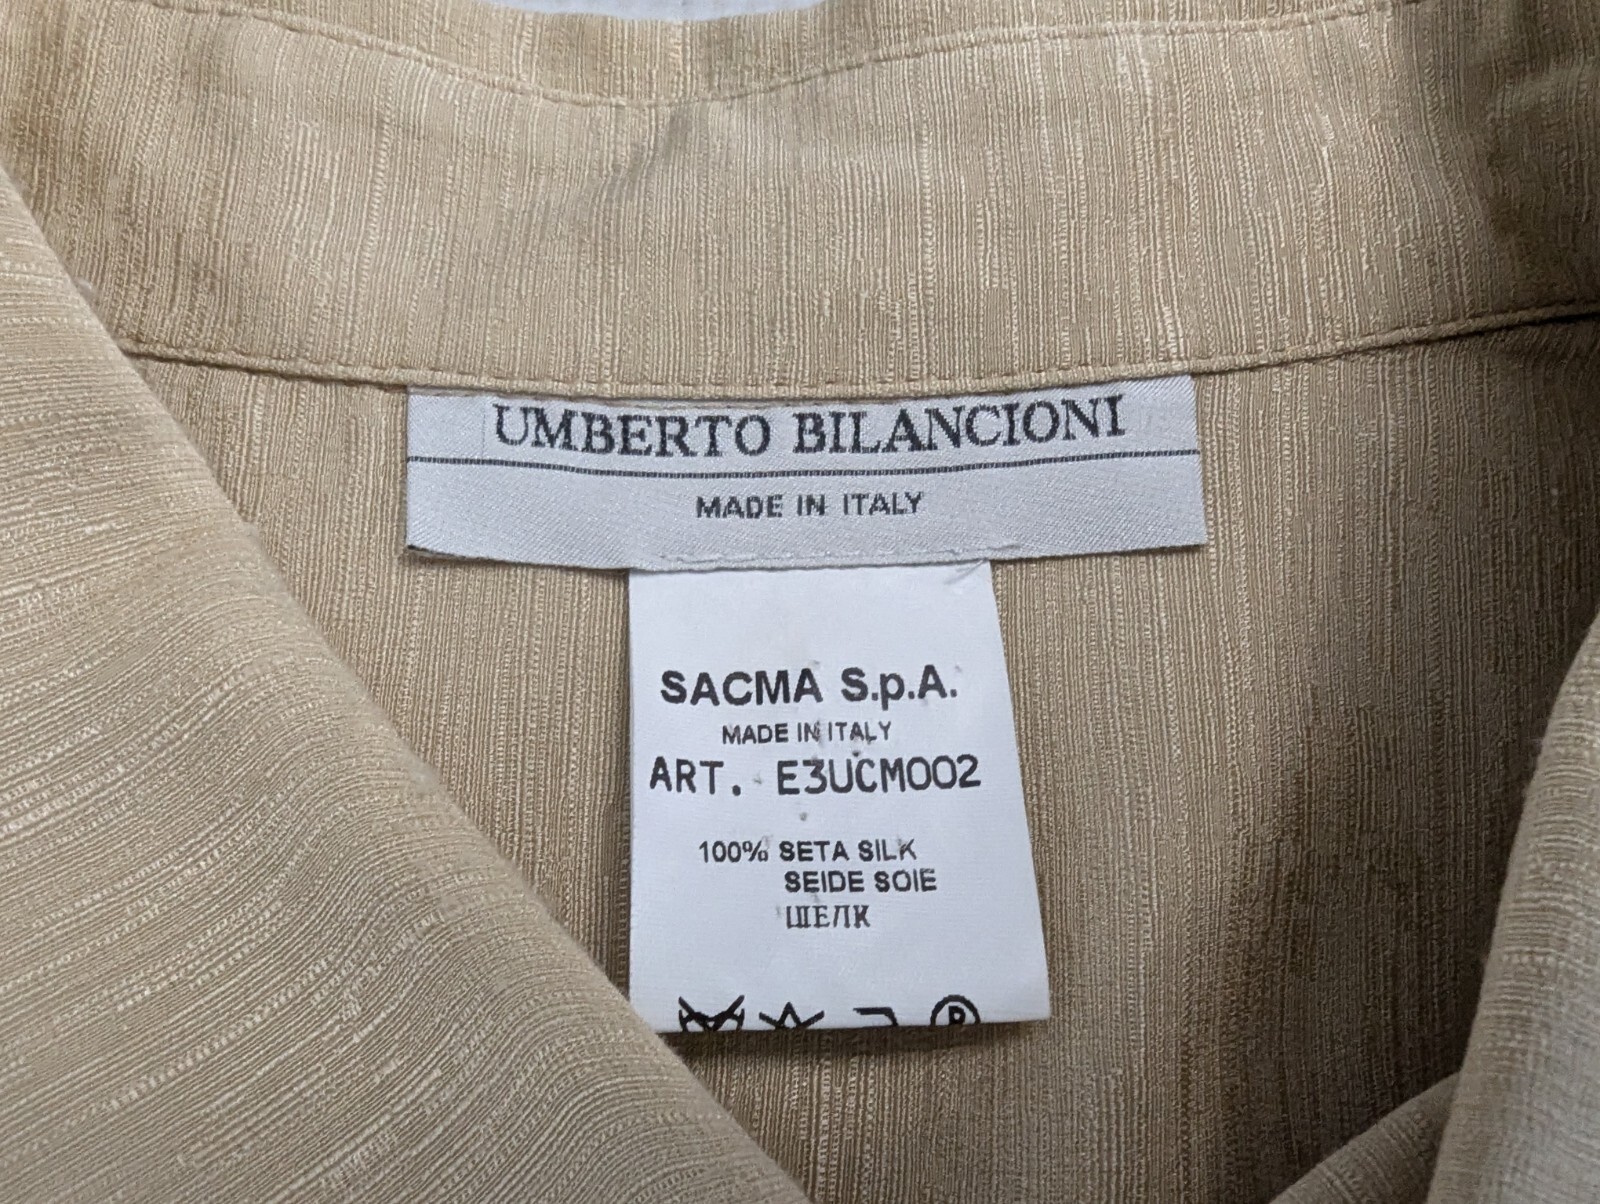 UMBERTO BILANCIONI
MADE IN ITALY
SACMA S.p.A.
MADE IN ITALY
ART. E3UCM002
100% SETA SILK
SEIDE SOIE
ШЕЛК
P